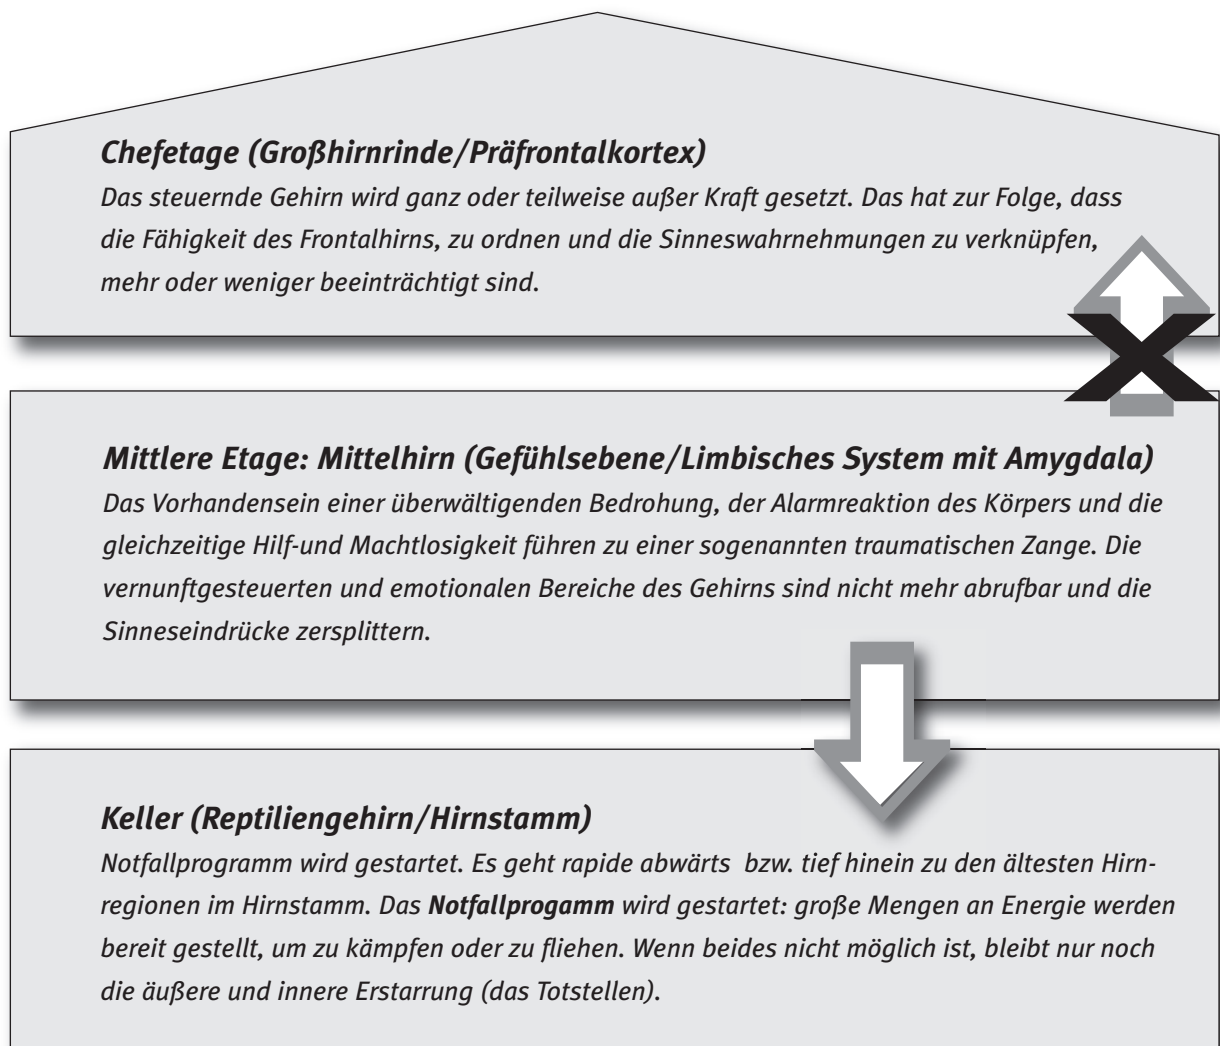 Chefetage (Großhirnrinde/Präfrontalkortex)
Das steuernde Gehirn wird ganz oder teilweise außer Kraft gesetzt. Das hat zur Folge, dass
die Fähigkeit des Frontalhirns, zu ordnen und die Sinneswahrnehmungen zu verknüpfen,
mehr oder weniger beeinträchtigt sind.
Mittlere Etage: Mittelhirn (Gefühlsebene/Limbisches System mit Amygdala)
Das Vorhandensein einer überwältigenden Bedrohung, der Alarmreaktion des Körpers und die
gleichzeitige Hilf-und Machtlosigkeit führen zu einer sogenannten traumatischen Zange. Die
vernunftgesteuerten und emotionalen Bereiche des Gehirns sind nicht mehr abrufbar und die
Sinneseindrücke zersplittern.
Keller (Reptiliengehirn/Hirnstamm)
Notfallprogramm wird gestartet. Es geht rapide abwärts bzw. tief hinein zu den ältesten Hirn-
regionen im Hirnstamm. Das Notfallprogamm wird gestartet: große Mengen an Energie werden
bereit gestellt, um zu kämpfen oder zu fliehen. Wenn beides nicht möglich ist, bleibt nur noch
die äußere und innere Erstarrung (das Totstellen).